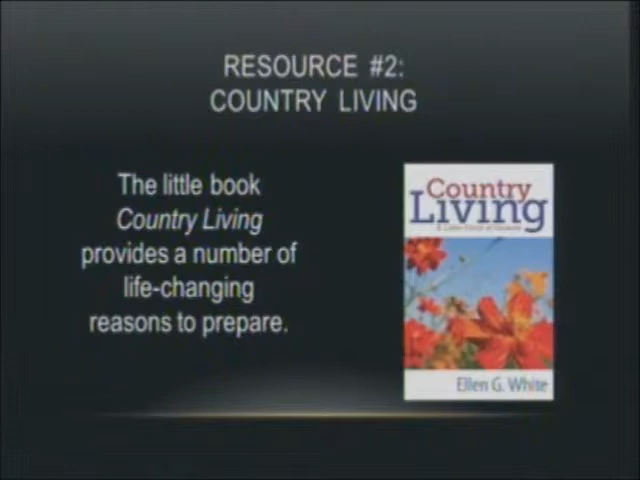 RESOURCE #2:
COUNTRY LIVING
The little book
Country Living
provides a number of
life-changing
reasons to prepare.
Country
Living
Ellen G. White